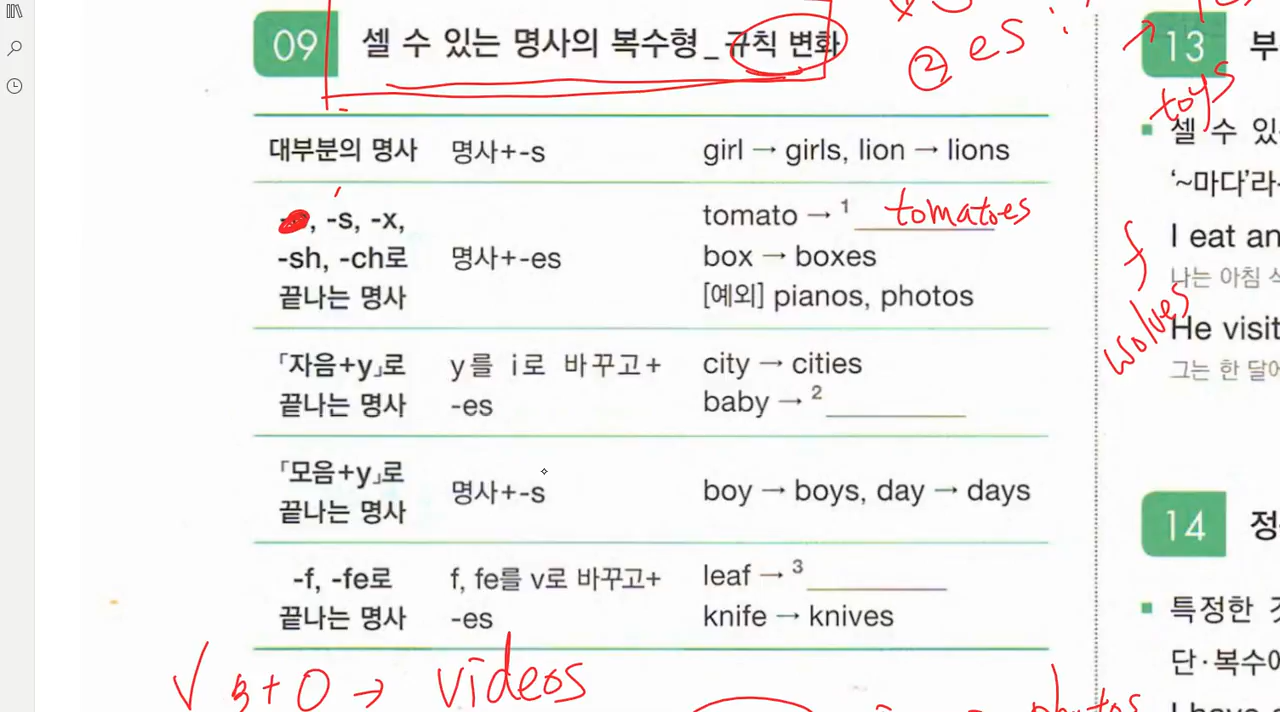 09 셀 수 있는 명사의 복수형_규칙 변화
② es
대부분의 명사 명사+-s girl → girls, lion → lions
-s, -x,
-sh, -ch로
끝나는 명사
명사+-es
tomato → 1 tomatoes
box → boxes
[예외] pianos, photos
「자음+y」로
끝나는 명사
y를 i로 바꾸고+
-es
city → cities
baby → 2
「모음+y」로
끝나는 명사
명사+-s
boy → boys, day → days
-f, -fe로
끝나는 명사
f, fe를 v로 바꾸고+
-es
leaf → 3
knife → knives
√ 모+O → videos
photos
13 부
toys
셀 수 있
'~마다'라
f
I eat an
나는 아침 식
wolves
He visit
그는 한 달에
14 정
특정한 것
단·복수에